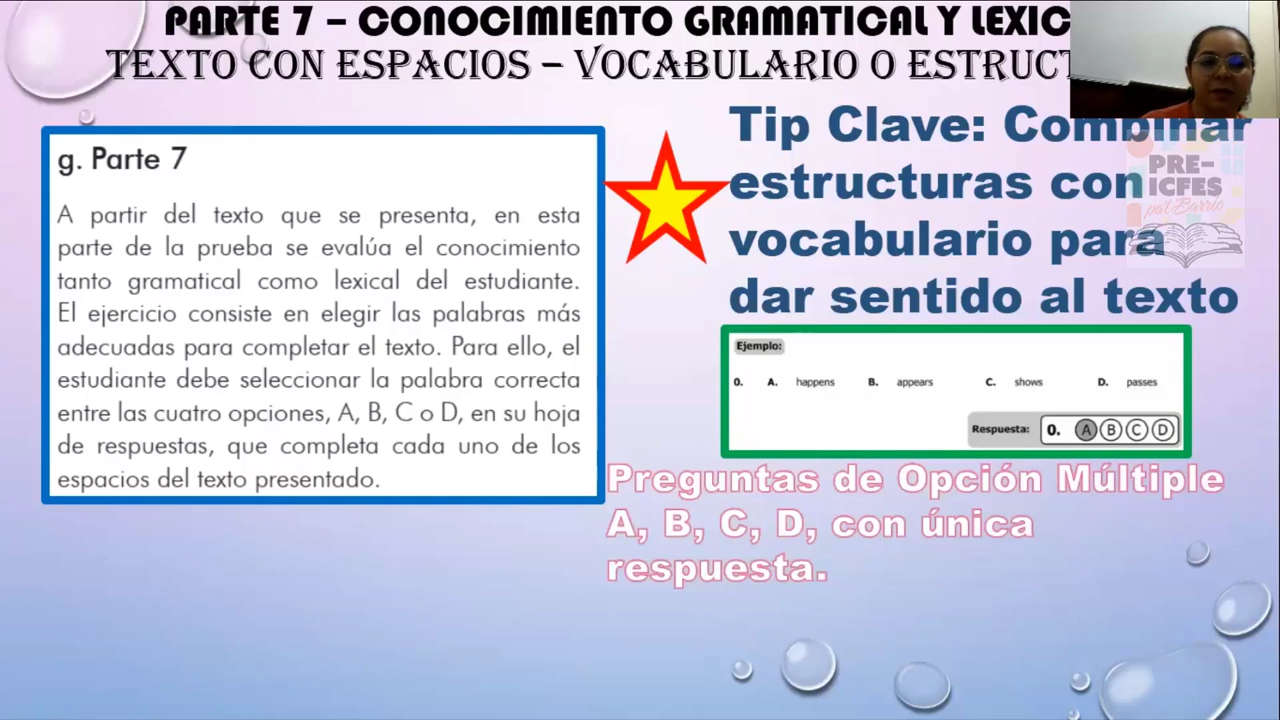 PARTE 7 – CONOCIMIENTO GRAMATICAL Y LEXIC
TEXTO CON ESPACIOS – VOCABULARIO O ESTRUCT
g. Parte 7
A partir del texto que se presenta, en esta
parte de la prueba se evalúa el conocimiento
tanto gramatical como lexical del estudiante.
El ejercicio consiste en elegir las palabras más
adecuadas para completar el texto. Para ello, el
estudiante debe seleccionar la palabra correcta
entre las cuatro opciones, A, B, C o D, en su hoja
de respuestas, que completa cada uno de los
espacios del texto presentado.
Tip Clave: Combinar
estructuras con
vocabulario para
dar sentido al texto
PRE-
ICFES
pal Barrio
Ejemplo:
0. A. happens B. appears C. shows D. passes
Respuesta: 0. A B C D
Preguntas de Opción Múltiple
A, B, C, D, con única
respuesta.